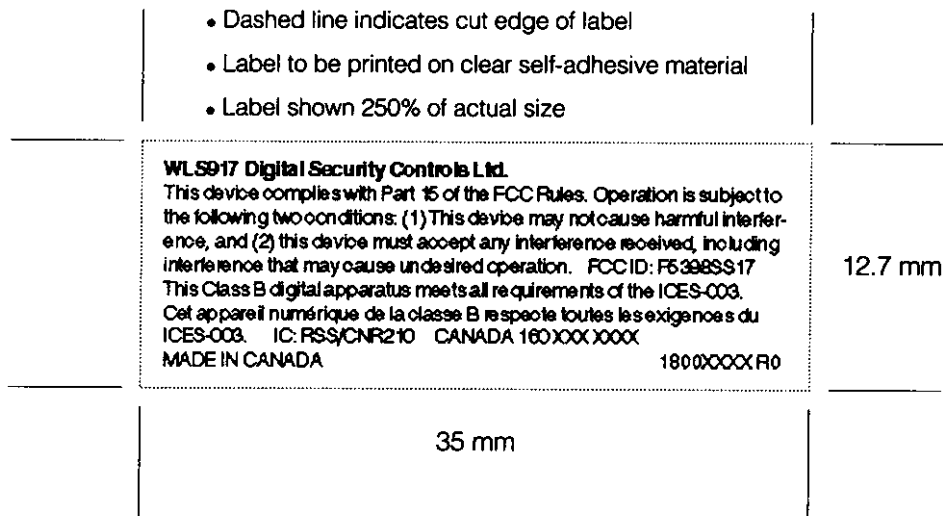 • Dashed line indicates cut edge of label
• Label to be printed on clear self-adhesive material
• Label shown 250% of actual size
WLS917 Digital Security Controls Ltd.
This device complies with Part 15 of the FCC Rules. Operation is subject to
the following two conditions: (1) This device may not cause harmful interfer-
ence, and (2) this device must accept any interference received, including
interference that may cause undesired operation. FCC ID: F5398SS17
This Class B digital apparatus meets all requirements of the ICES-003.
Cet appareil numérique de la classe B respecte toutes les exigences du
ICES-003. IC: RSS/CNR210 CANADA 160 XXX XXXX
MADE IN CANADA 1800XXXX R0
12.7 mm
35 mm